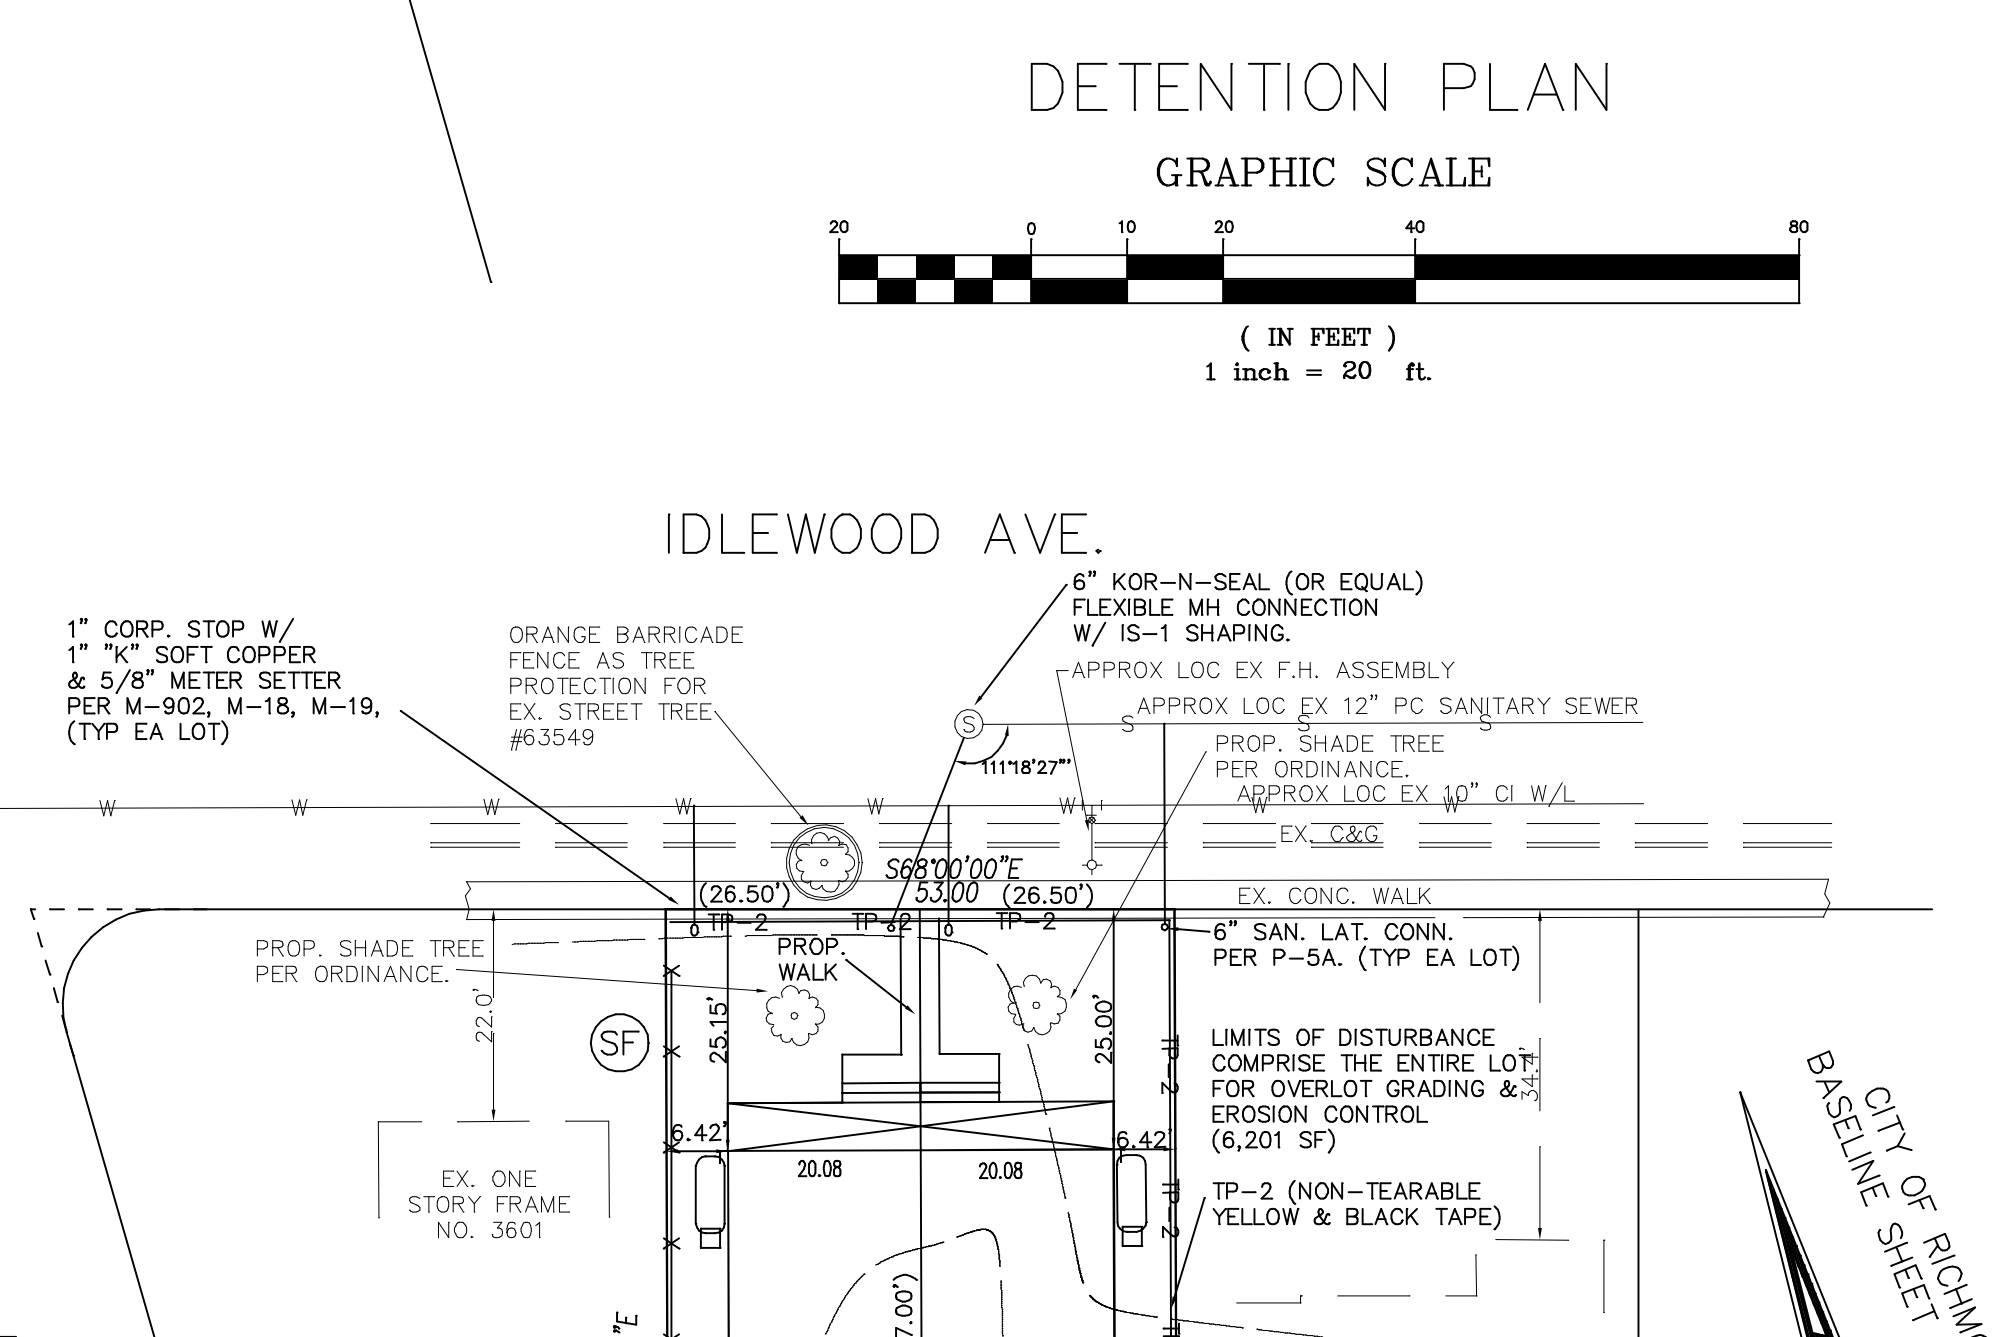 DETENTION PLAN
GRAPHIC SCALE
20 0 10 20 40 80
( IN FEET )
1 inch = 20 ft.
IDLEWOOD AVE.
6" KOR-N-SEAL (OR EQUAL)
FLEXIBLE MH CONNECTION
W/ IS-1 SHAPING.
1" CORP. STOP W/
1" "K" SOFT COPPER
& 5/8" METER SETTER
PER M-902, M-18, M-19,
(TYP EA LOT)
ORANGE BARRICADE
FENCE AS TREE
PROTECTION FOR
EX. STREET TREE
#63549
APPROX LOC EX F.H. ASSEMBLY
APPROX LOC EX 12" PC SANITARY SEWER
S S S S
111°18'27"'
PROP. SHADE TREE
PER ORDINANCE.
APPROX LOC EX 10" CI W/L
W W W W W W W W
EX. C&G
S68°00'00"E
(26.50') 53.00 (26.50')
EX. CONC. WALK
TP-2 TP-2 TP-2
PROP. SHADE TREE
PER ORDINANCE.
PROP.
WALK
6" SAN. LAT. CONN.
PER P-5A. (TYP EA LOT)
22.0'
SF
25.15'
25.00'
TP-2
34.4'
LIMITS OF DISTURBANCE
COMPRISE THE ENTIRE LOT
FOR OVERLOT GRADING &
EROSION CONTROL
(6,201 SF)
6.42' 6.42'
20.08 20.08
EX. ONE
STORY FRAME
NO. 3601
TP-2
TP-2 (NON-TEARABLE
YELLOW & BLACK TAPE)
7.00')
"E
CITY OF RICHM
BASELINE SHEET